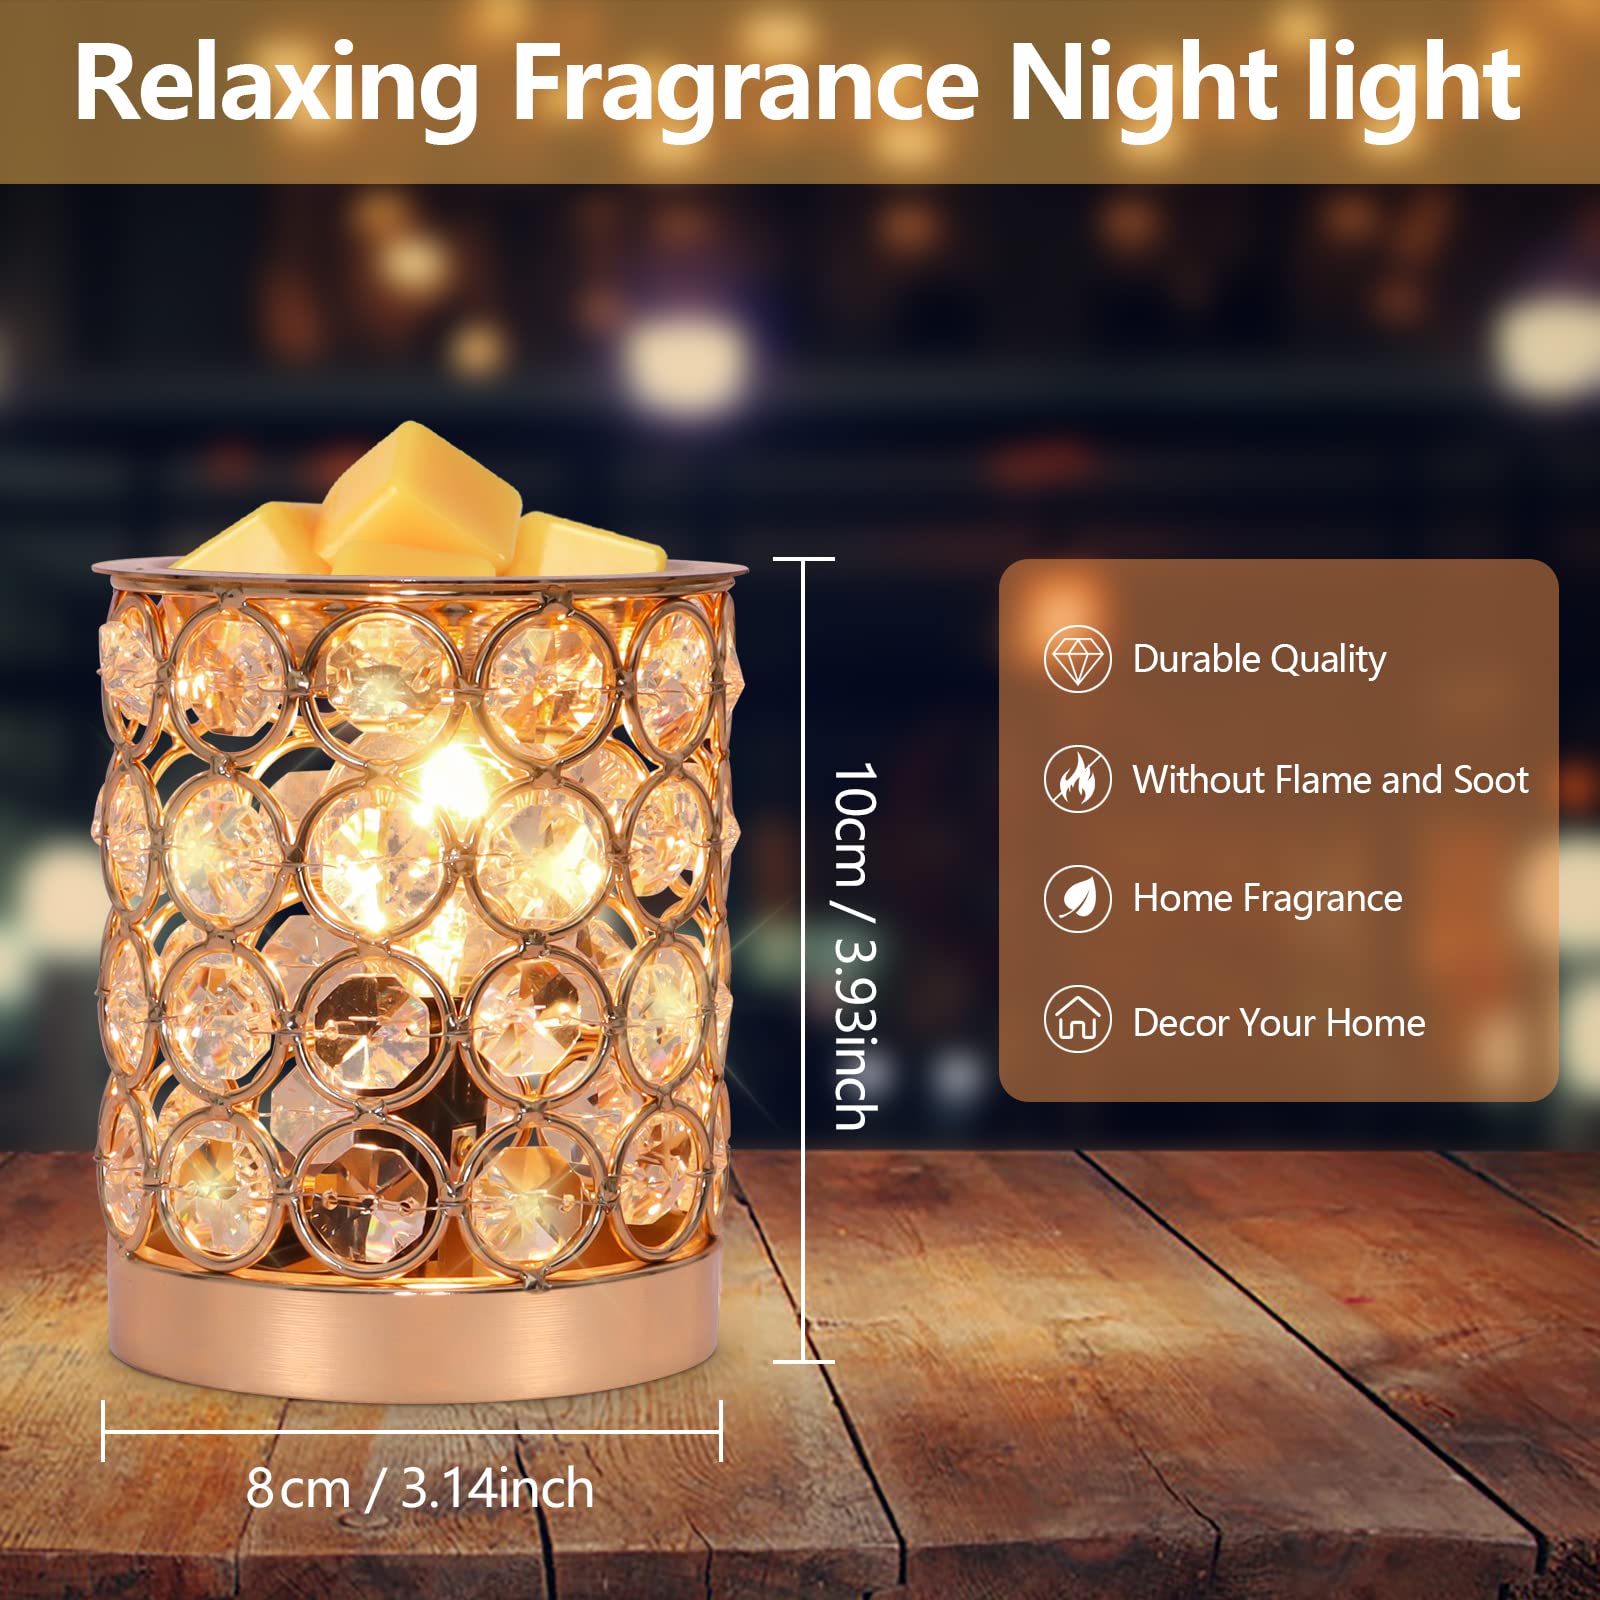 Relaxing Fragrance Night light
Durable Quality
Without Flame and Soot
Home Fragrance
Decor Your Home
10cm / 3.93inch
8cm / 3.14inch